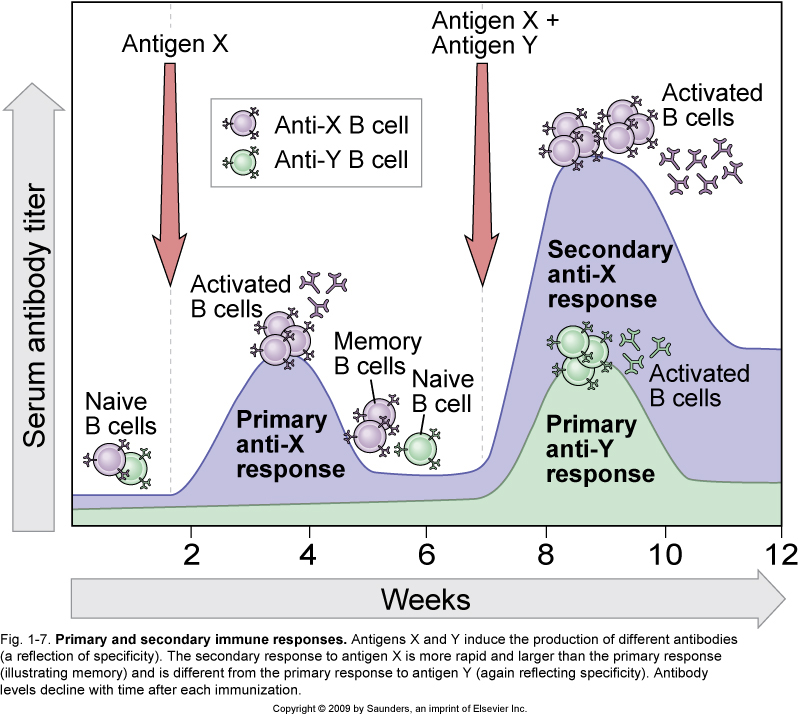 Antigen X
Antigen X +
Antigen Y
Anti-X B cell
Anti-Y B cell
Activated
B cells
Serum antibody titer
Activated
B cells
Secondary
anti-X
response
Memory
B cells
Naive
B cell
Naive
B cells
Primary
anti-X
response
Activated
B cells
Primary
anti-Y
response
2
4
6
8
10
12
Weeks
Fig. 1-7. Primary and secondary immune responses. Antigens X and Y induce the production of different antibodies
(a reflection of specificity). The secondary response to antigen X is more rapid and larger than the primary response
(illustrating memory) and is different from the primary response to antigen Y (again reflecting specificity). Antibody
levels decline with time after each immunization.
Copyright © 2009 by Saunders, an imprint of Elsevier Inc.